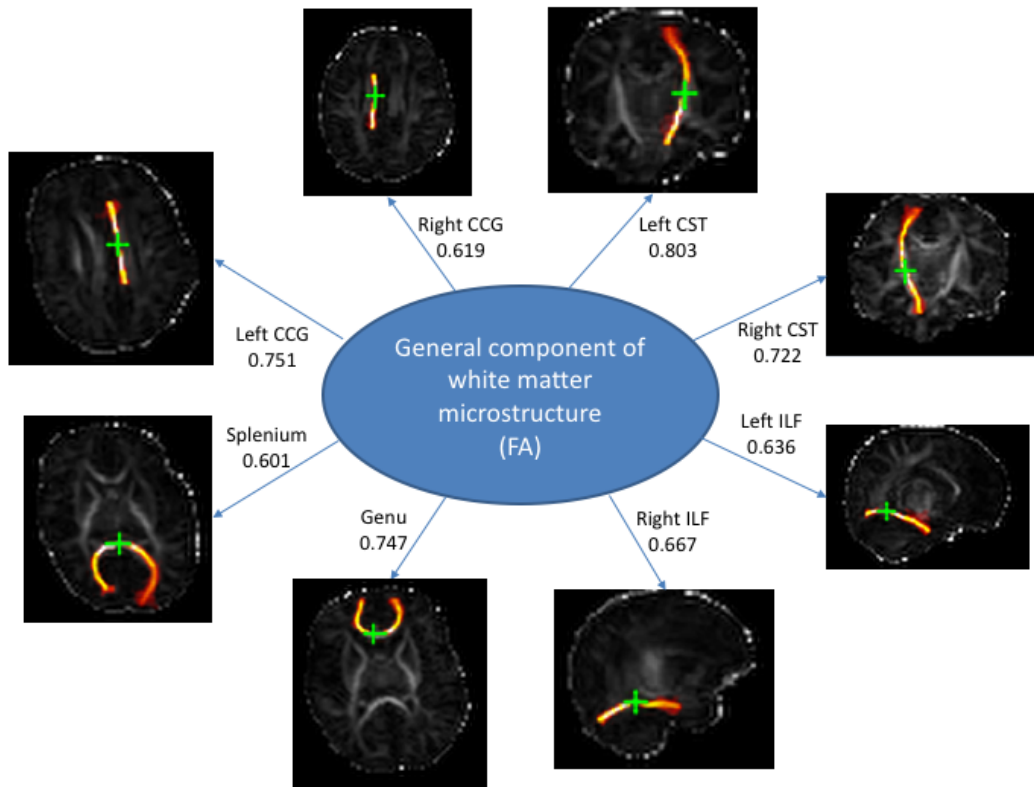 Right CCG
0.619
Left CST
0.803
Left CCG
0.751
Right CST
0.722
General component of
white matter
microstructure
(FA)
Splenium
0.601
Left ILF
0.636
Genu
0.747
Right ILF
0.667